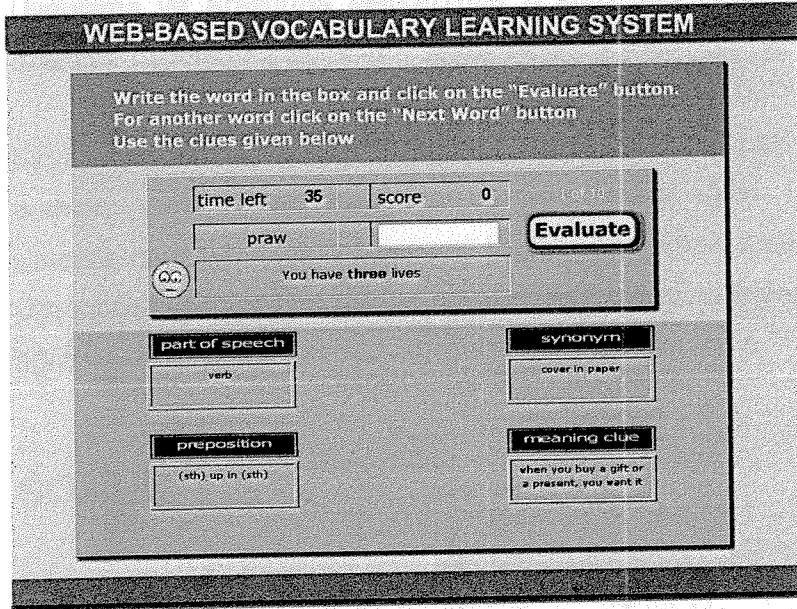 WEB-BASED VOCABULARY LEARNING SYSTEM
Write the word in the box and click on the "Evaluate" button.
For another word click on the "Next Word" button
Use the clues given below
time left 35 score 0
praw
Evaluate
You have three lives
part of speech
verb
synonym
cover in paper
preposition
(sth) up in (sth)
meaning clue
when you buy a gift or
a present, you want it